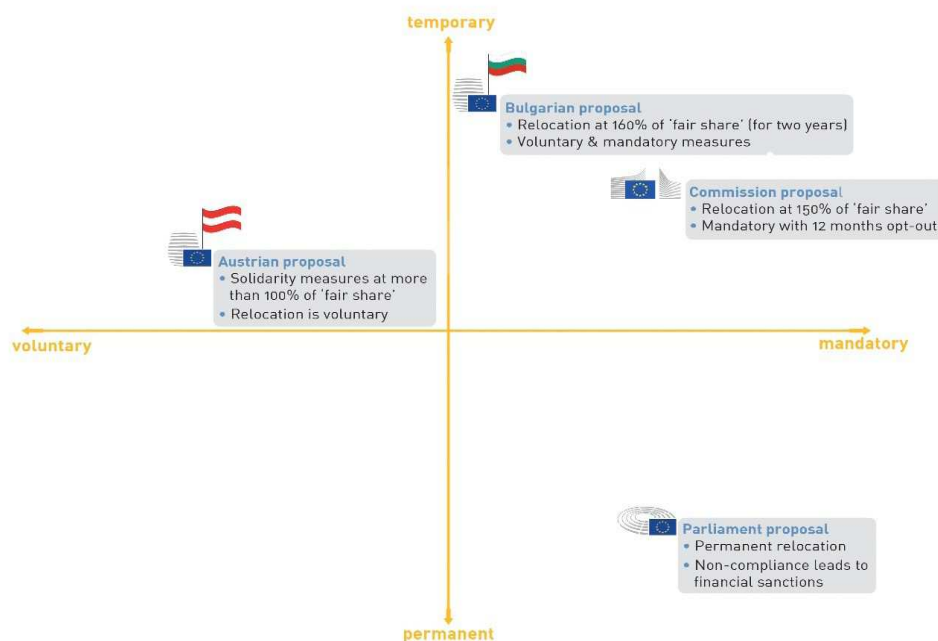 temporary
Bulgarian proposal
• Relocation at 160% of 'fair share' (for two years)
• Voluntary & mandatory measures
Commission proposal
• Relocation at 150% of 'fair share'
• Mandatory with 12 months opt-out
Austrian proposal
• Solidarity measures at more
than 100% of 'fair share'
• Relocation is voluntary
voluntary
mandatory
Parliament proposal
• Permanent relocation
• Non-compliance leads to
financial sanctions
permanent